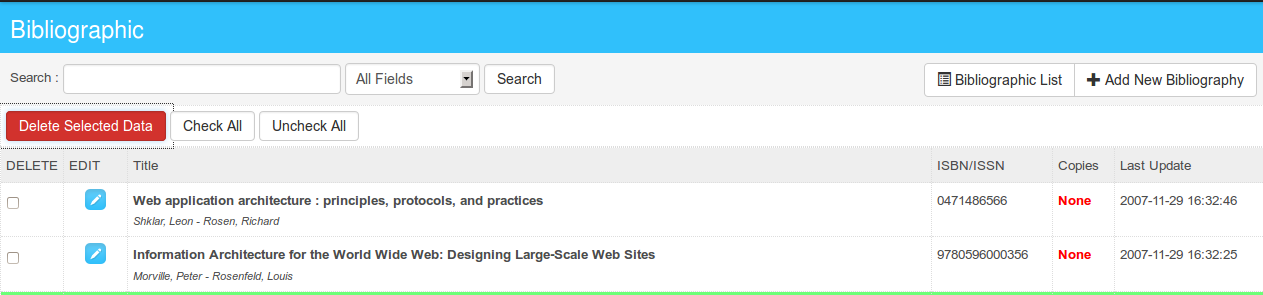 Bibliographic
Search : All Fields Search Bibliographic List Add New Bibliography
Delete Selected Data Check All Uncheck All
DELETE EDIT Title ISBN/ISSN Copies Last Update
Web application architecture : principles, protocols, and practices 0471486566 None 2007-11-29 16:32:46
Shklar, Leon - Rosen, Richard
Information Architecture for the World Wide Web: Designing Large-Scale Web Sites 9780596000356 None 2007-11-29 16:32:25
Morville, Peter - Rosenfeld, Louis